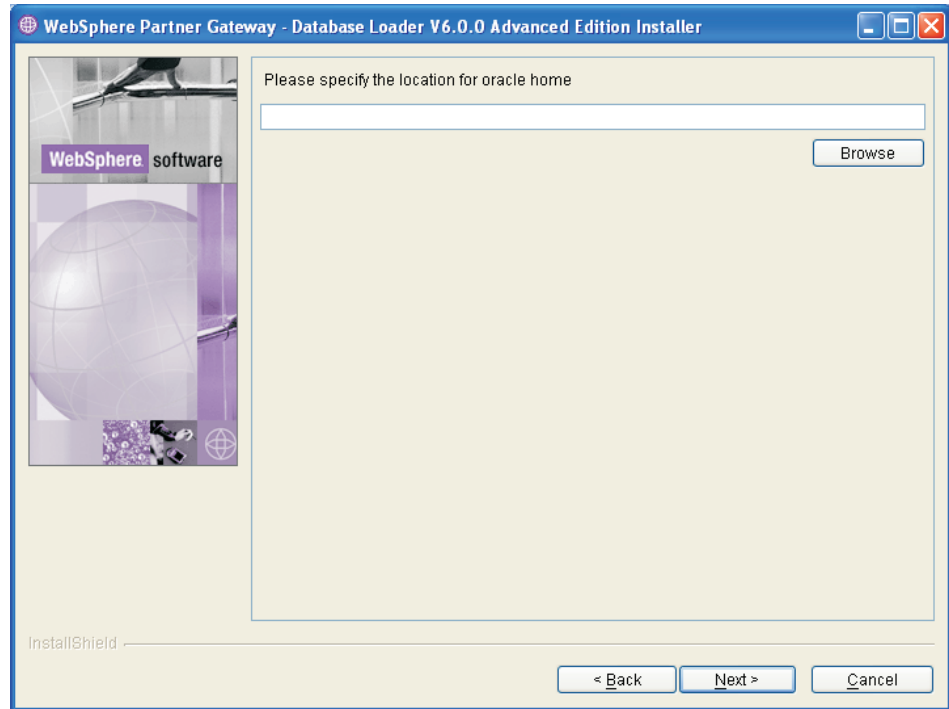 WebSphere Partner Gateway - Database Loader V6.0.0 Advanced Edition Installer
WebSphere software
Please specify the location for oracle home
Browse
InstallShield
< Back
Next >
Cancel